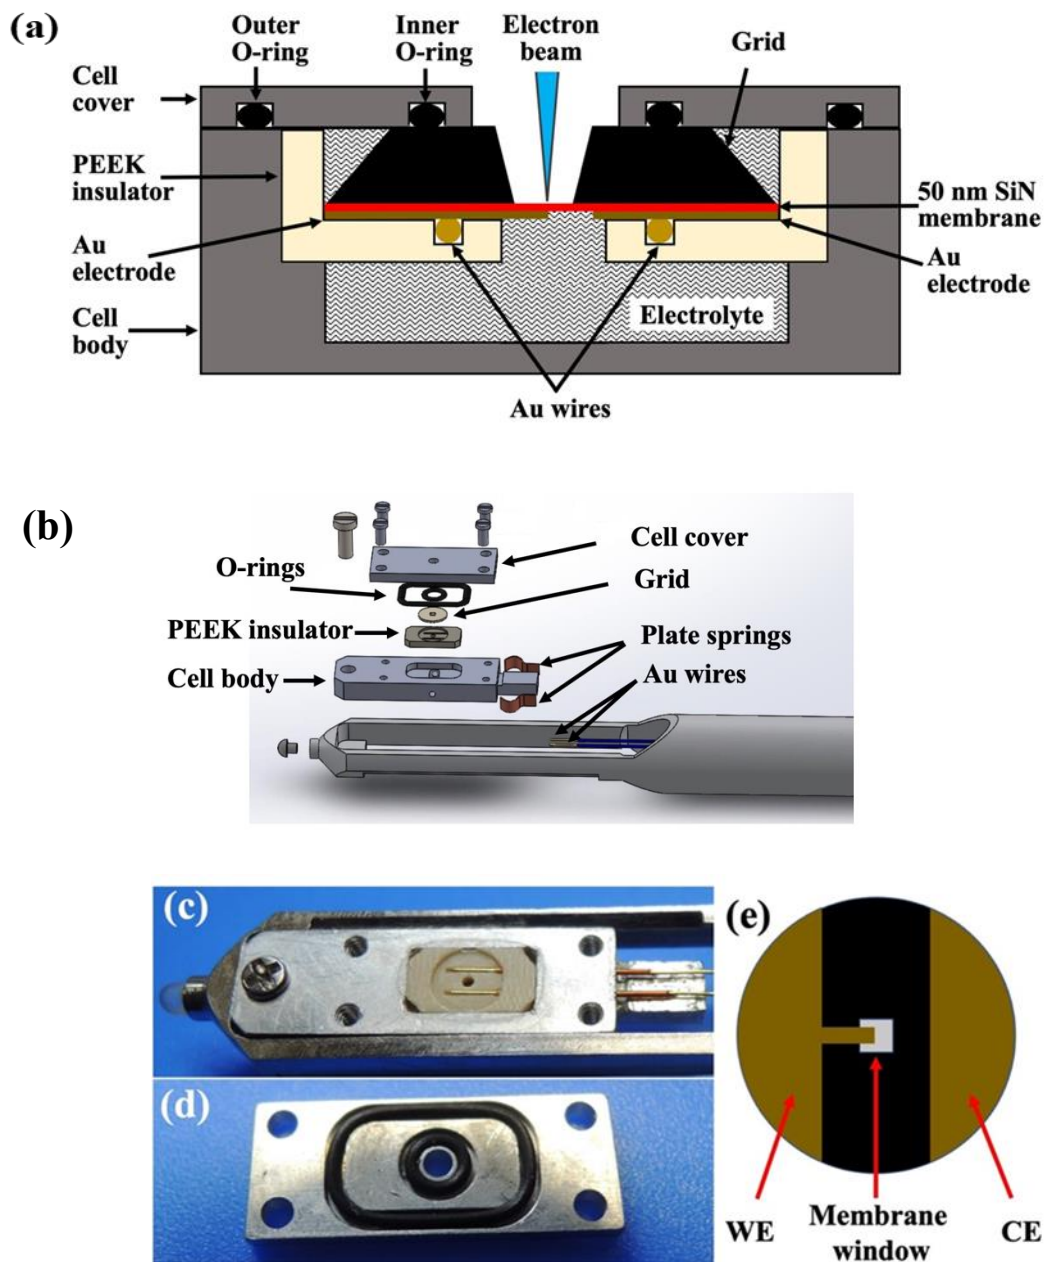 (a)
Outer
O-ring
Inner
O-ring
Electron
beam
Grid
Cell
cover
PEEK
insulator
50 nm SiN
membrane
Au
electrode
Au
electrode
Cell
body
Electrolyte
Au wires
(b)
Cell cover
O-rings
Grid
PEEK insulator
Plate springs
Cell body
Au wires
(c)
(d)
(e)
WE
Membrane
window
CE